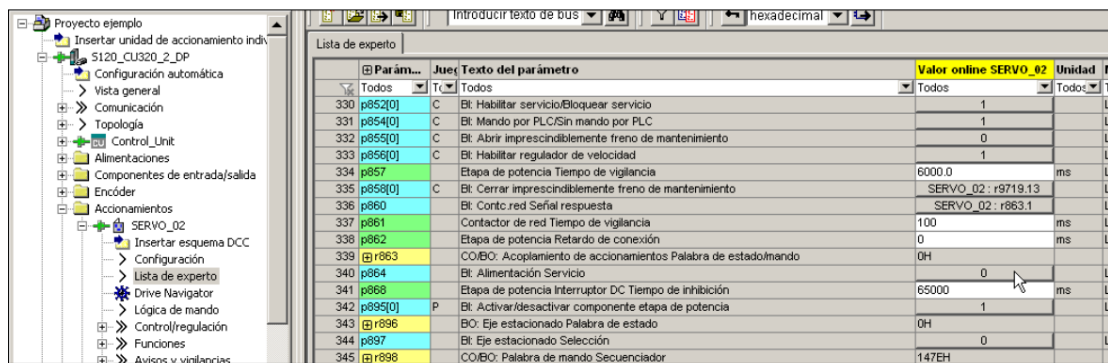 Proyecto ejemplo
Insertar unidad de accionamiento indiv
S120_CU320_2_DP
Configuración automática
Vista general
Comunicación
Topología
Control_Unit
Alimentaciones
Componentes de entrada/salida
Encóder
Accionamientos
SERVO_02
Insertar esquema DCC
Configuración
Lista de experto
Drive Navigator
Lógica de mando
Control/regulación
Funciones
Avisos y vigilancias
Introducir texto de bus hexadecimal
Lista de experto
Parám... Texto del parámetro Valor online SERVO_02 Unidad
Todos Todos Todos Todos
330 p852[0] C BI: Habilitar servicio/Bloquear servicio 1
331 p854[0] C BI: Mando por PLC/Sin mando por PLC 1
332 p855[0] C BI: Abrir imprescindiblemente freno de mantenimiento 0
333 p856[0] C BI: Habilitar regulador de velocidad 1
334 p857 Etapa de potencia Tiempo de vigilancia 6000.0 ms
335 p858[0] C BI: Cerrar imprescindiblemente freno de mantenimiento SERVO_02 : r9719.13
336 p860 BI: Contc.red Señal respuesta SERVO_02 : r863.1
337 p861 Contactor de red Tiempo de vigilancia 100 ms
338 p862 Etapa de potencia Retardo de conexión 0 ms
339 r863 CO/BO: Acoplamiento de accionamientos Palabra de estado/mando 0H
340 p864 BI: Alimentación Servicio 0
341 p868 Etapa de potencia Interruptor DC Tiempo de inhibición 65000 ms
342 p895[0] P BI: Activar/desactivar componente etapa de potencia 1
343 r896 BO: Eje estacionado Palabra de estado 0H
344 p897 BI: Eje estacionado Selección 0
345 r898 CO/BO: Palabra de mando Secuenciador 147EH